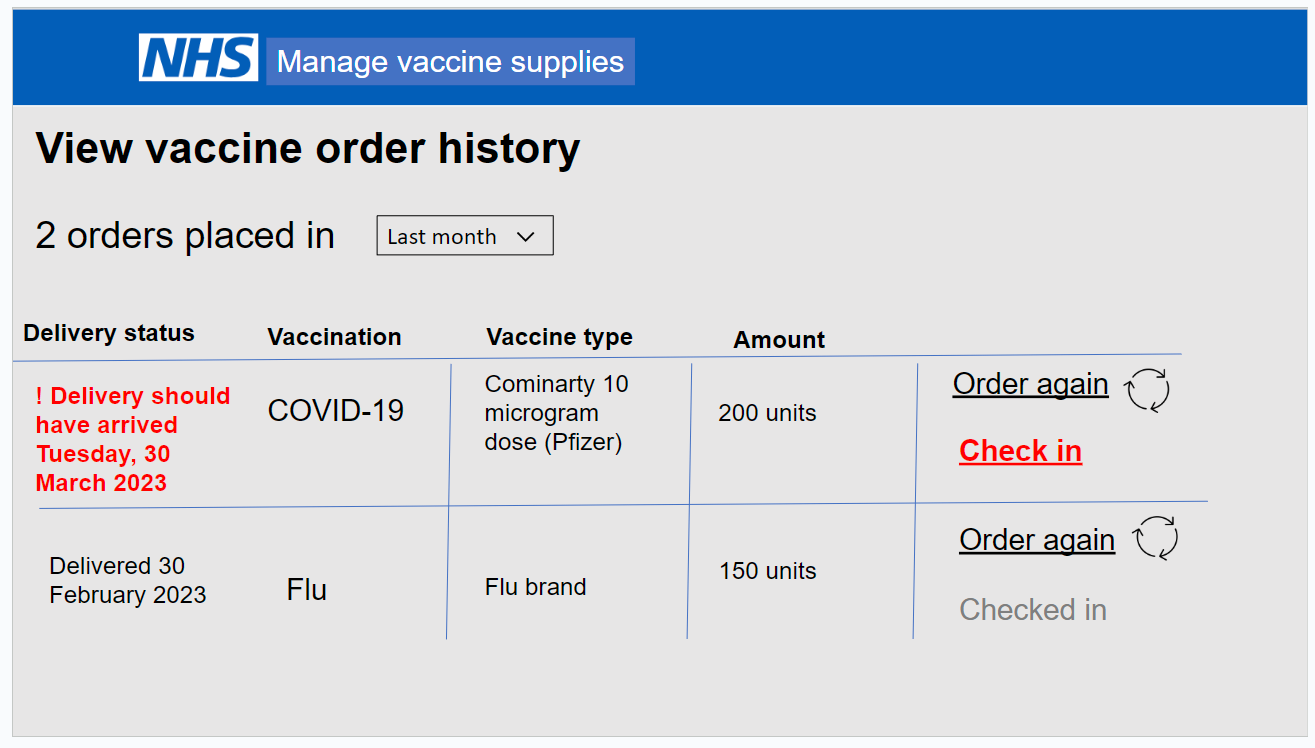 NHS Manage vaccine supplies
View vaccine order history
2 orders placed in Last month
Delivery status Vaccination Vaccine type Amount
! Delivery should
have arrived
Tuesday, 30
March 2023
COVID-19
Cominarty 10
microgram
dose (Pfizer)
200 units
Order again
Check in
Delivered 30
February 2023
Flu
Flu brand
150 units
Order again
Checked in